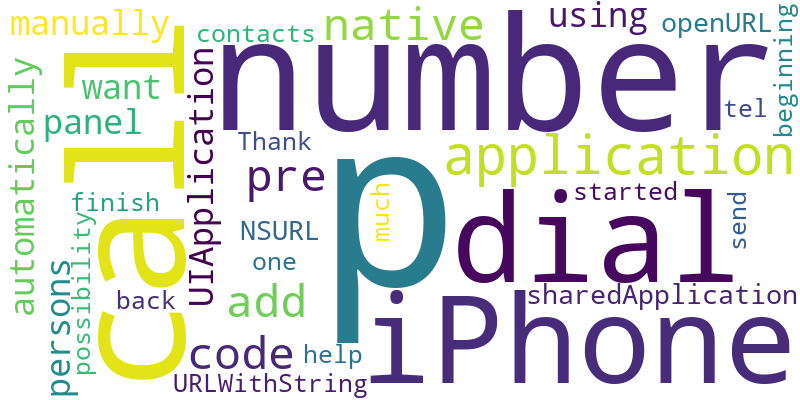 manually
contacts
native
using
openURL
beginning
call
number
want
automatically
panel
UIApplication
tel
Thank
p
application
pre
much
finish
started
dial
send
possibility
NSURL
one
persons
back
add
iPhone
sharedApplication
code
help
URLWithString